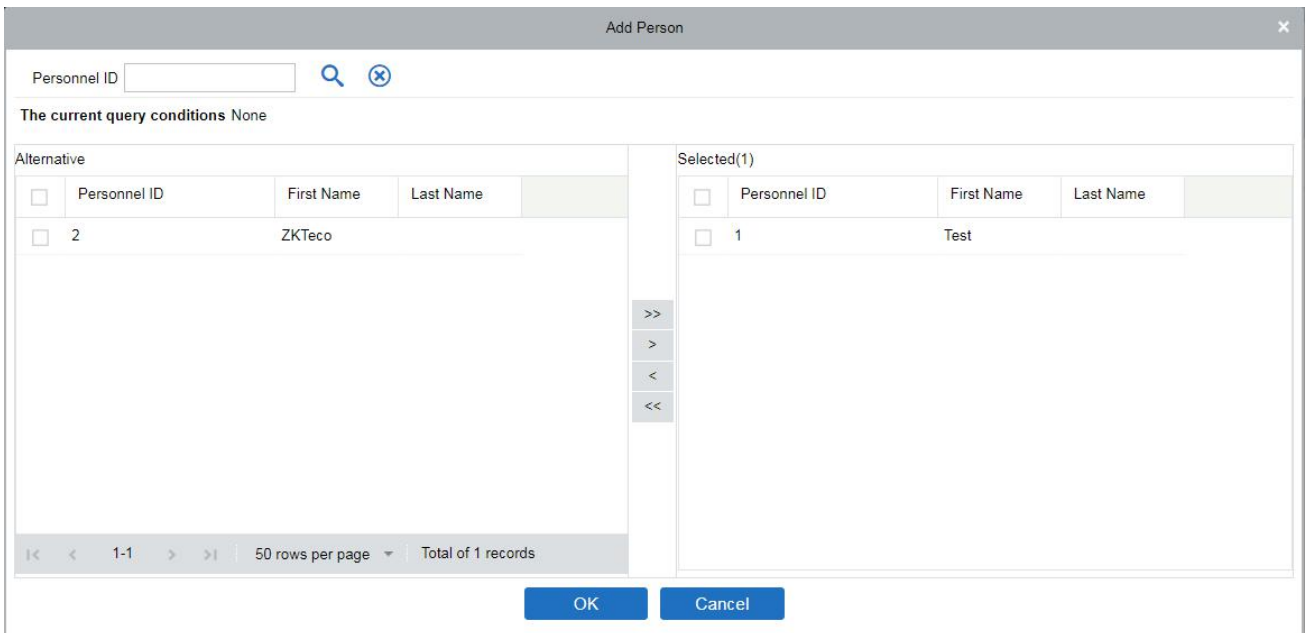 Add Person
Personnel ID
The current query conditions None
Alternative
Personnel ID First Name Last Name
2 ZKTeco
>>
>
<
<<
Selected(1)
Personnel ID First Name Last Name
1 Test
1-1 50 rows per page Total of 1 records
OK Cancel